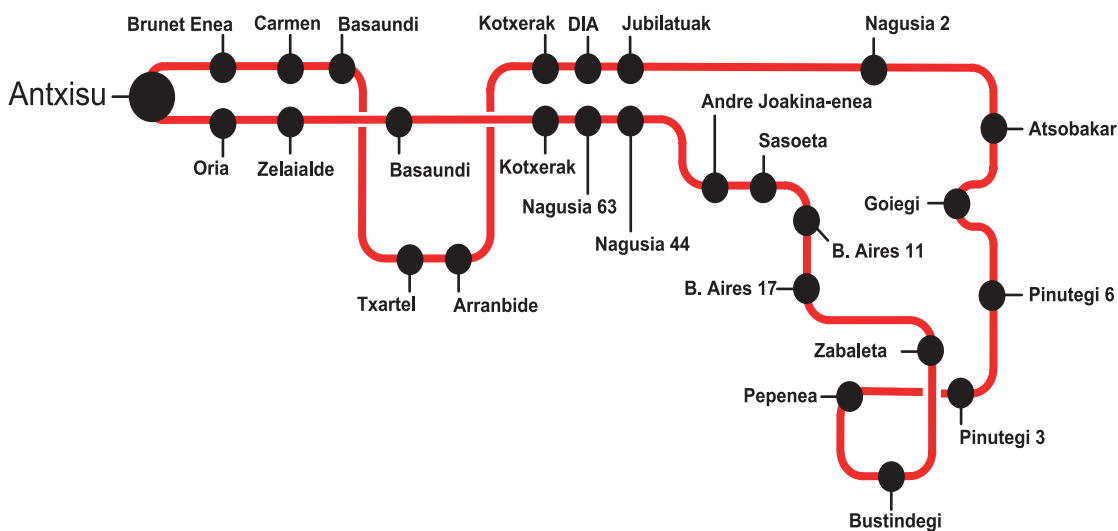 Brunet Enea
Carmen
Basaundi
Kotxerak
DIA
Jubilatuak
Nagusia 2
Antxisu
Andre Joakina-enea
Atsobakar
Sasoeta
Oria
Zelaialde
Basaundi
Kotxerak
Nagusia 63
Goiegi
Nagusia 44
B. Aires 11
B. Aires 17
Txartel
Arranbide
Pinutegi 6
Zabaleta
Pepenea
Pinutegi 3
Bustindegi